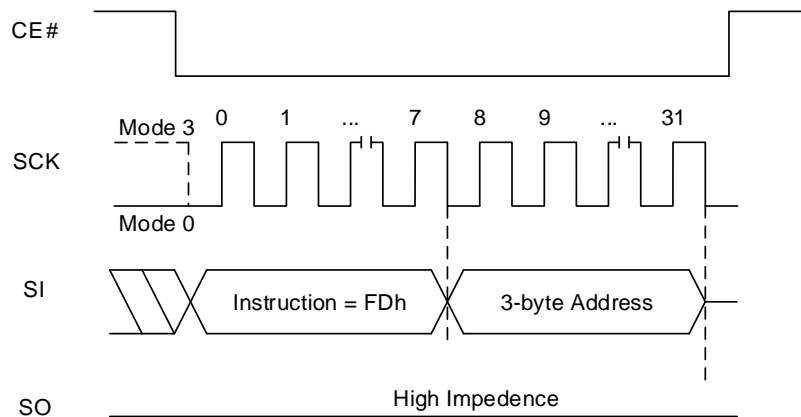 CE#
Mode 3 0 1 ... 7 8 9 ... 31
SCK
Mode 0
SI
Instruction = FDh 3-byte Address
High Impedence
SO